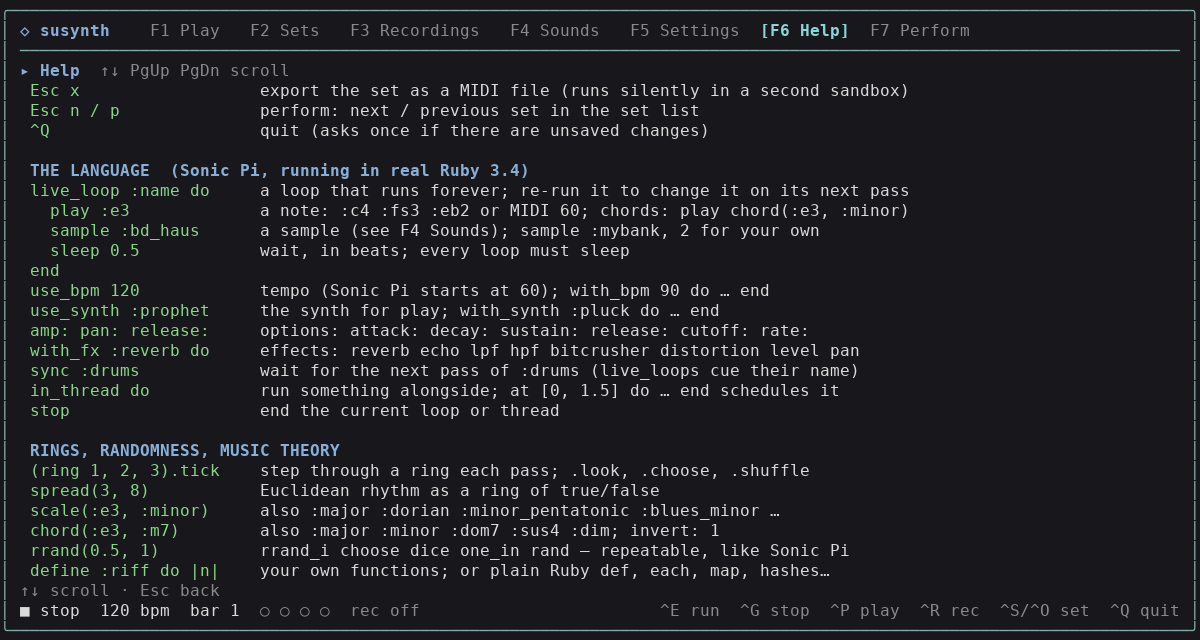 ◇ susynth    F1 Play   F2 Sets   F3 Recordings   F4 Sounds   F5 Settings  [F6 Help]  F7 Perform
▸ Help  ↑↓ PgUp PgDn scroll
Esc x                  export the set as a MIDI file (runs silently in a second sandbox)
Esc n / p              perform: next / previous set in the set list
^Q                     quit (asks once if there are unsaved changes)
THE LANGUAGE  (Sonic Pi, running in real Ruby 3.4)
live_loop :name do     a loop that runs forever; re-run it to change it on its next pass
  play :e3             a note: :c4 :fs3 :eb2 or MIDI 60; chords: play chord(:e3, :minor)
  sample :bd_haus      a sample (see F4 Sounds); sample :mybank, 2 for your own
  sleep 0.5            wait, in beats; every loop must sleep
end
use_bpm 120            tempo (Sonic Pi starts at 60); with_bpm 90 do … end
use_synth :prophet     the synth for play; with_synth :pluck do … end
amp: pan: release:     options: attack: decay: sustain: release: cutoff: rate:
with_fx :reverb do     effects: reverb echo lpf hpf bitcrusher distortion level pan
sync :drums            wait for the next pass of :drums (live_loops cue their name)
in_thread do           run something alongside; at [0, 1.5] do … end schedules it
stop                   end the current loop or thread
RINGS, RANDOMNESS, MUSIC THEORY
(ring 1, 2, 3).tick    step through a ring each pass; .look, .choose, .shuffle
spread(3, 8)           Euclidean rhythm as a ring of true/false
scale(:e3, :minor)     also :major :dorian :minor_pentatonic :blues_minor …
chord(:e3, :m7)        also :major :minor :dom7 :sus4 :dim; invert: 1
rrand(0.5, 1)          rrand_i choose dice one_in rand — repeatable, like Sonic Pi
define :riff do |n|    your own functions; or plain Ruby def, each, map, hashes…
↑↓ scroll · Esc back
■ stop  120 bpm  bar 1  ○ ○ ○ ○  rec off                        ^E run  ^G stop  ^P play  ^R rec  ^S/^O set  ^Q quit